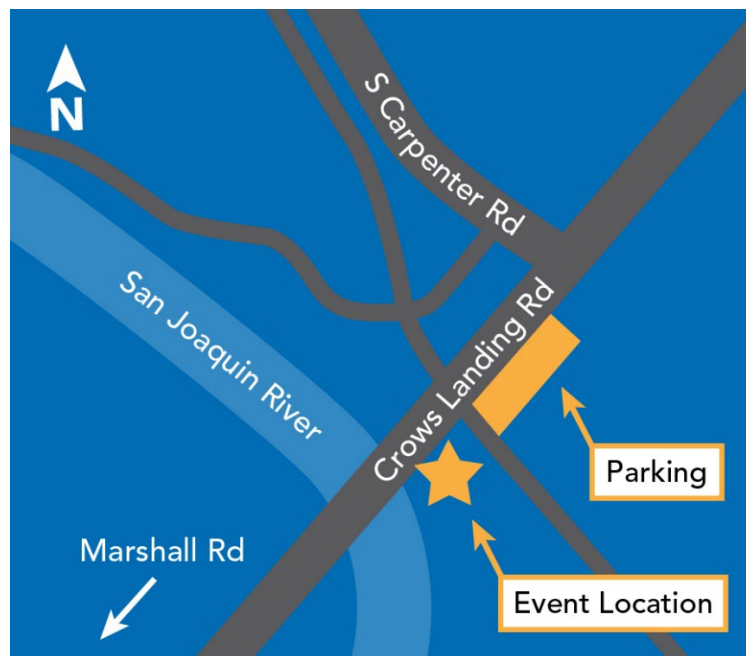 N
S Carpenter Rd
San Joaquin River
Crows Landing Rd
Parking
Marshall Rd
Event Location